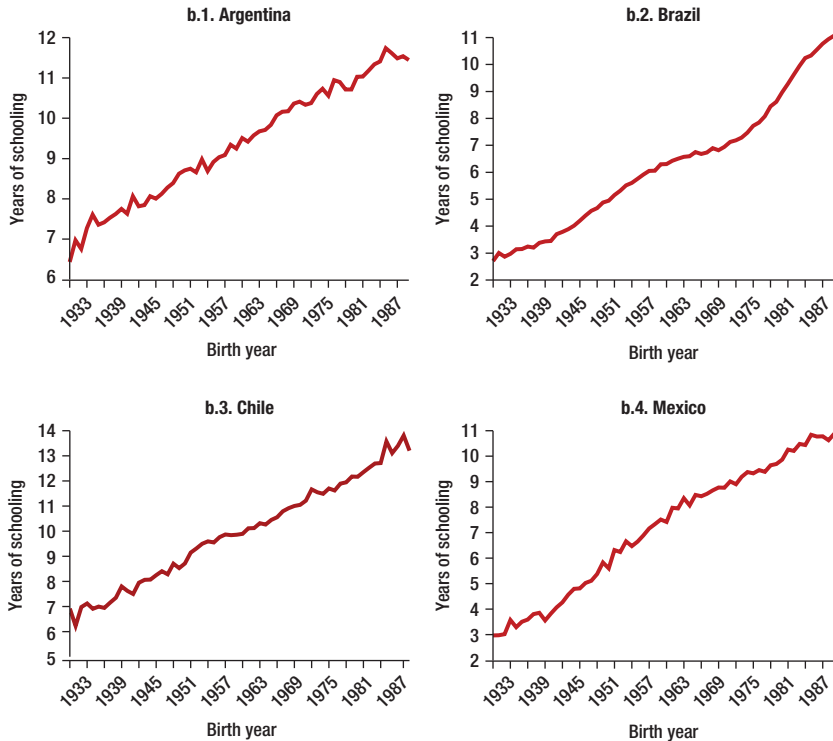 b.1. Argentina
Years of schooling
12
11
10
9
8
7
6
1933 1939 1945 1951 1957 1963 1969 1975 1981 1987
Birth year
b.2. Brazil
Years of schooling
11
10
9
8
7
6
5
4
3
2
1933 1939 1945 1951 1957 1963 1969 1975 1981 1987
Birth year
b.3. Chile
Years of schooling
14
13
12
11
10
9
8
7
6
5
1933 1939 1945 1951 1957 1963 1969 1975 1981 1987
Birth year
b.4. Mexico
Years of schooling
11
10
9
8
7
6
5
4
3
2
1933 1939 1945 1951 1957 1963 1969 1975 1981 1987
Birth year